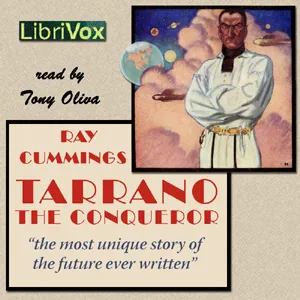 LibriVox
read by
Tony Oliva
RAY
CUMMINGS
TARRANO
THE CONQUEROR
"the most unique story of
the future ever written"